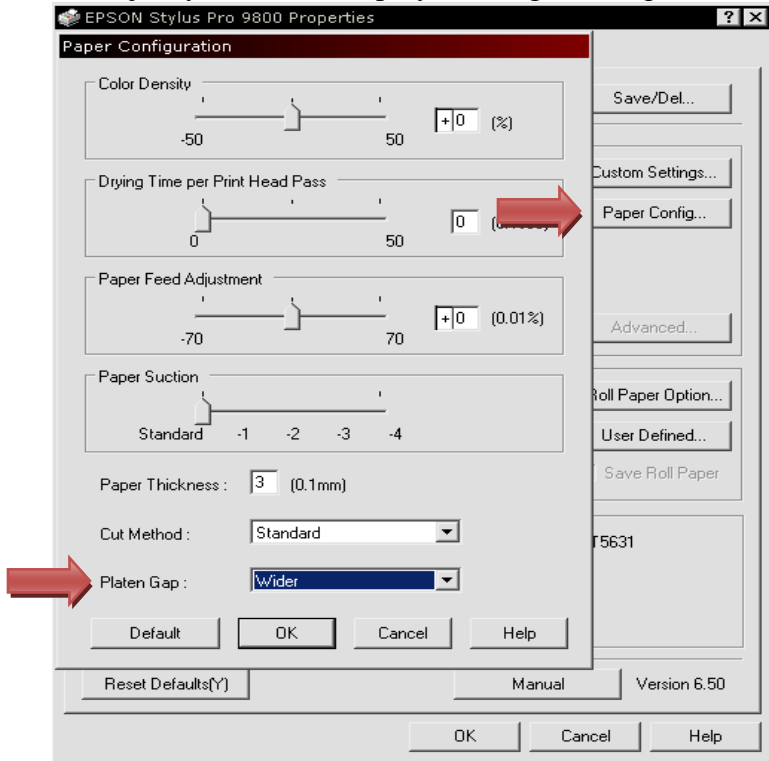 EPSON Stylus Pro 9800 Properties
Paper Configuration
Color Density
-50 50
+0 (%)
Drying Time per Print Head Pass
0 50
0
Paper Feed Adjustment
-70 70
+0 (0.01%)
Paper Suction
Standard -1 -2 -3 -4
Paper Thickness : 3 (0.1mm)
Cut Method : Standard
Platen Gap : Wider
Default OK Cancel Help
Save/Del...
Custom Settings...
Paper Config...
Advanced...
Roll Paper Option...
User Defined...
Save Roll Paper
T5631
Reset Defaults(Y) Manual Version 6.50
OK Cancel Help